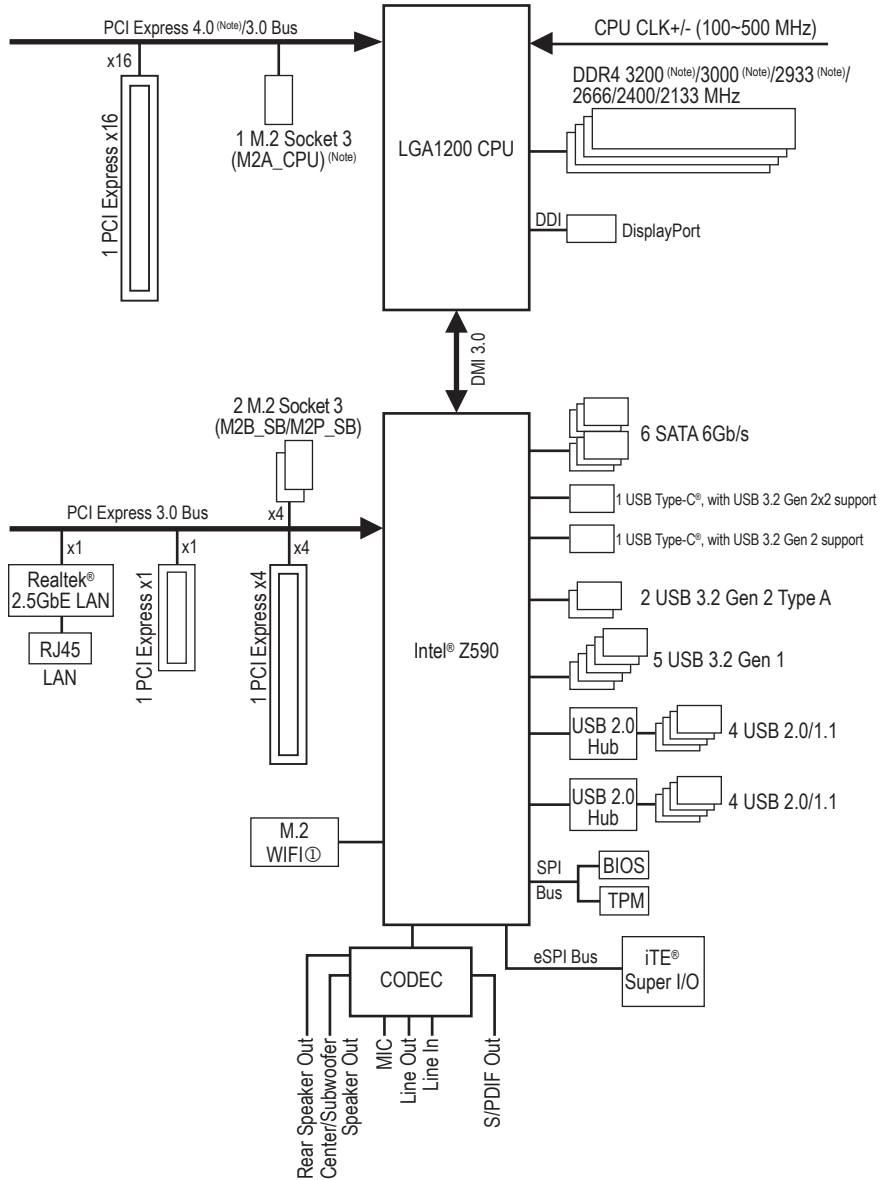 PCI Express 4.0 (Note)/3.0 Bus
CPU CLK+/- (100~500 MHz)
x16
1 PCI Express x16
1 M.2 Socket 3
(M2A_CPU) (Note)
LGA1200 CPU
DDR4 3200 (Note)/3000 (Note)/2933 (Note)/
2666/2400/2133 MHz
DDI
DisplayPort
DMI 3.0
2 M.2 Socket 3
(M2B_SB/M2P_SB)
PCI Express 3.0 Bus
x4
x1
x1
x4
Realtek®
2.5GbE LAN
RJ45
LAN
1 PCI Express x1
1 PCI Express x4
Intel® Z590
6 SATA 6Gb/s
1 USB Type-C®, with USB 3.2 Gen 2x2 support
1 USB Type-C®, with USB 3.2 Gen 2 support
2 USB 3.2 Gen 2 Type A
5 USB 3.2 Gen 1
USB 2.0
Hub
4 USB 2.0/1.1
USB 2.0
Hub
4 USB 2.0/1.1
M.2
WIFI①
SPI
Bus
BIOS
TPM
eSPI Bus
iTE®
Super I/O
CODEC
Rear Speaker Out
Center/Subwoofer
Speaker Out
MIC
Line Out
Line In
S/PDIF Out